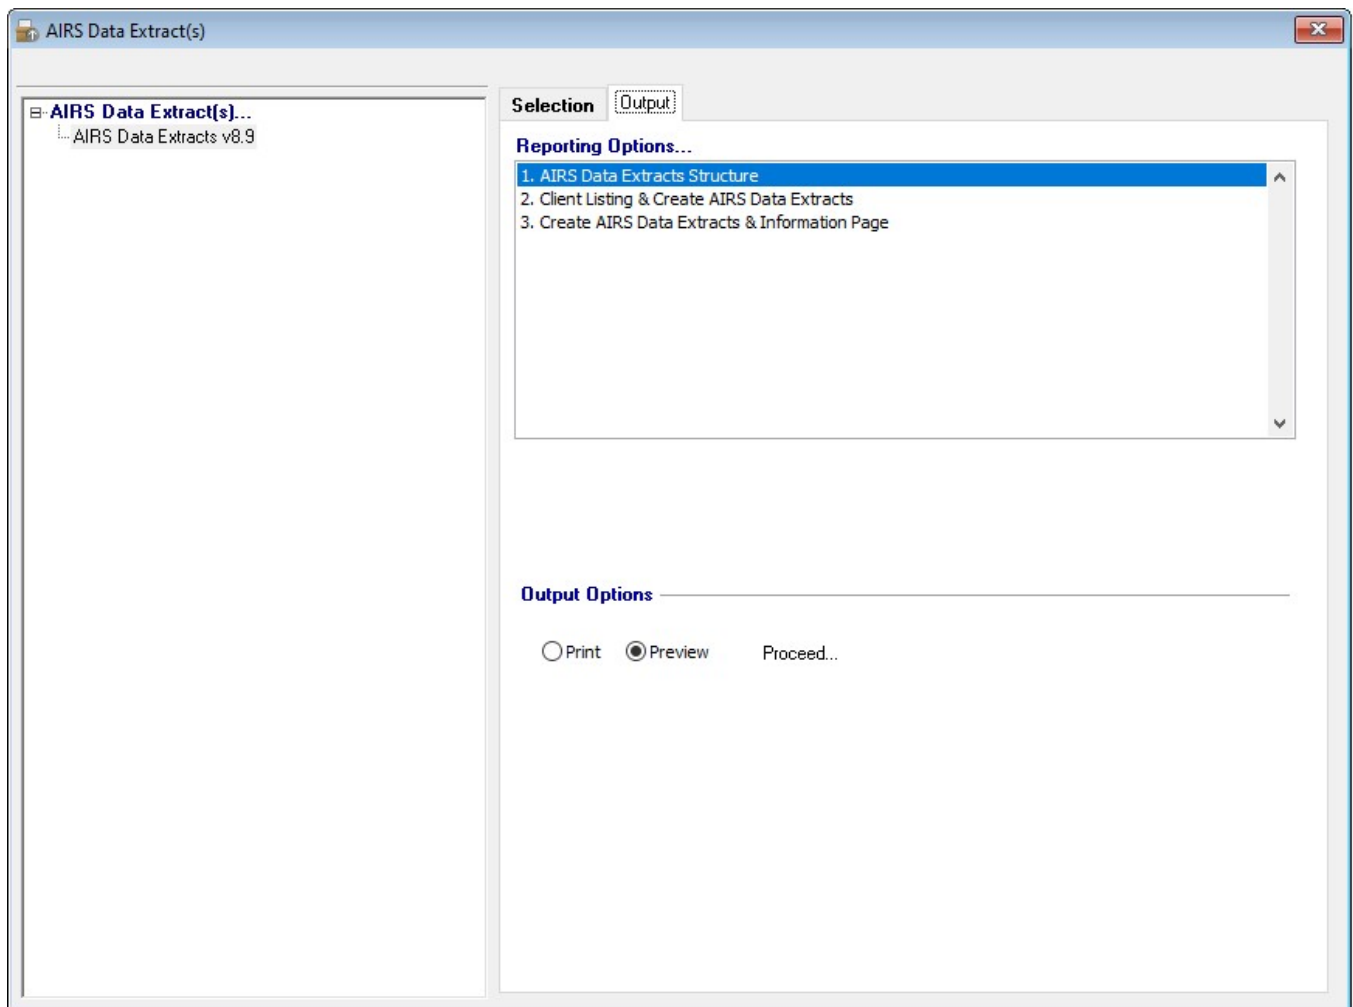 AIRS Data Extract(s)
AIRS Data Extract(s)...
AIRS Data Extracts v8.9
Selection
Output
Reporting Options...
1. AIRS Data Extracts Structure
2. Client Listing & Create AIRS Data Extracts
3. Create AIRS Data Extracts & Information Page
Output Options
Print
Preview
Proceed...